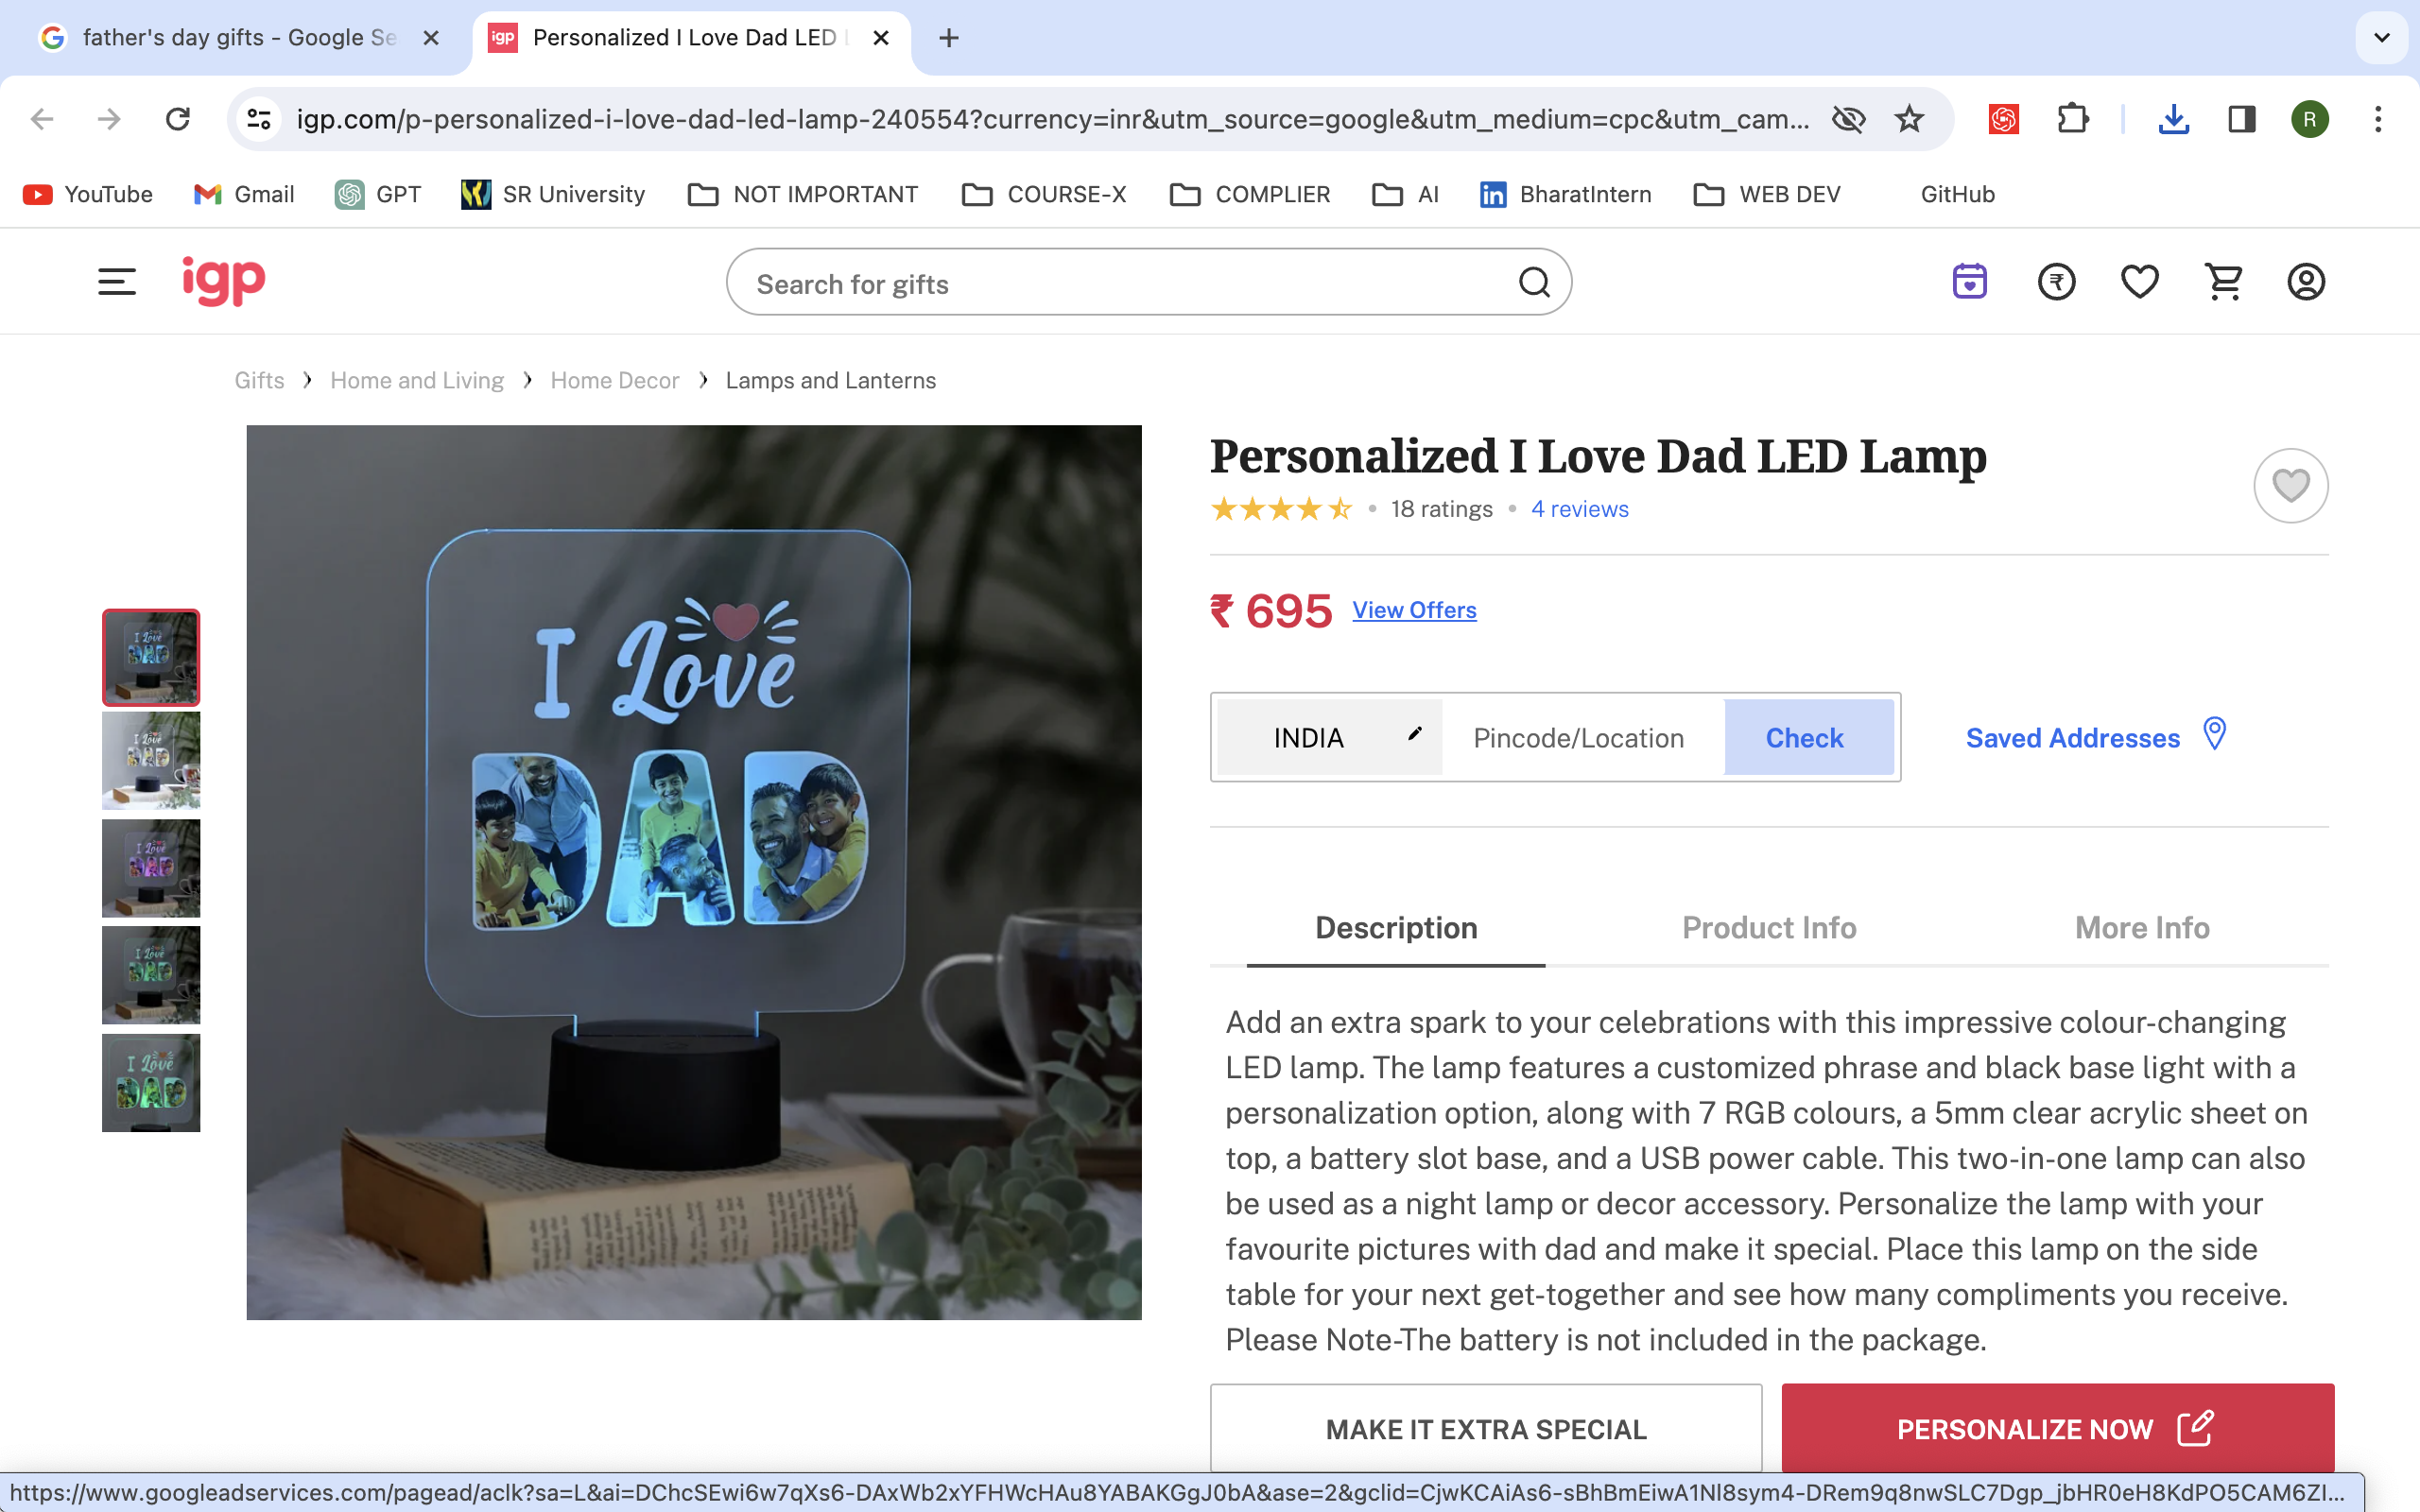 father's day gifts - Google Se
igp Personalized I Love Dad LED
igp.com/p-personalized-i-love-dad-led-lamp-240554?currency=inr&utm_source=google&utm_medium=cpc&utm_cam...
R
YouTube Gmail GPT SR University NOT IMPORTANT COURSE-X COMPLIER AI BharatIntern WEB DEV GitHub
igp
Search for gifts
Gifts Home and Living Home Decor Lamps and Lanterns
I Love
DAD
Personalized I Love Dad LED Lamp
18 ratings • 4 reviews
₹ 695 View Offers
INDIA Pincode/Location Check Saved Addresses
Description Product Info More Info
Add an extra spark to your celebrations with this impressive colour-changing
LED lamp. The lamp features a customized phrase and black base light with a
personalization option, along with 7 RGB colours, a 5mm clear acrylic sheet on
top, a battery slot base, and a USB power cable. This two-in-one lamp can also
be used as a night lamp or decor accessory. Personalize the lamp with your
favourite pictures with dad and make it special. Place this lamp on the side
table for your next get-together and see how many compliments you receive.
Please Note-The battery is not included in the package.
MAKE IT EXTRA SPECIAL PERSONALIZE NOW
https://www.googleadservices.com/pagead/aclk?sa=L&ai=DChcSEwi6w7qXs6-DAxWb2xYFHWcHAu8YABAKGgJ0bA&ase=2&gclid=CjwKCAiAs6-sBhBmEiwA1Nl8sym4-DRem9q8nwSLC7Dgp_jbHR0eH8KdPO5CAM6ZI...